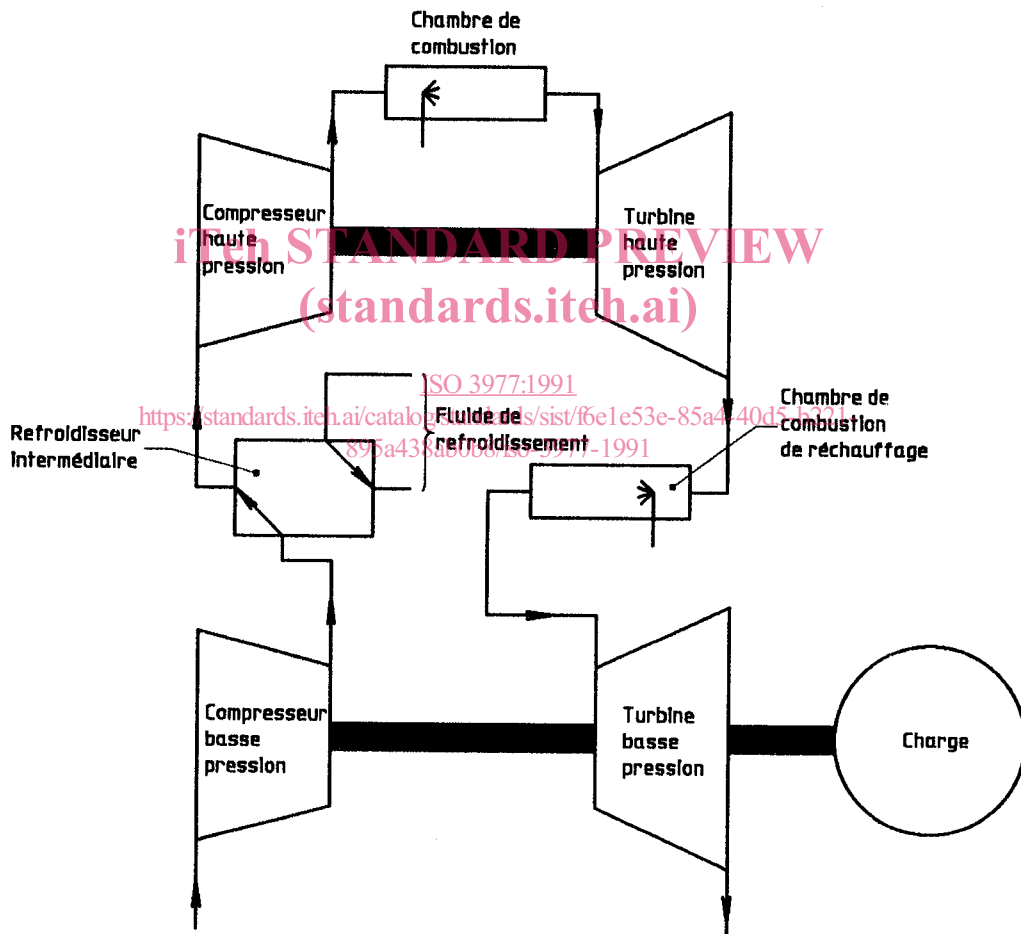 Chambre de
combustion
Compresseur
haute
pression
Turbine
haute
pression
iTeh STANDARD PREVIEW
(standards.iteh.ai)
ISO 3977:1991
Refroidisseur
intermédiaire
Fluide de
refroidissement
Chambre de
combustion
de réchauffage
Compresseur
basse
pression
Turbine
basse
pression
Charge